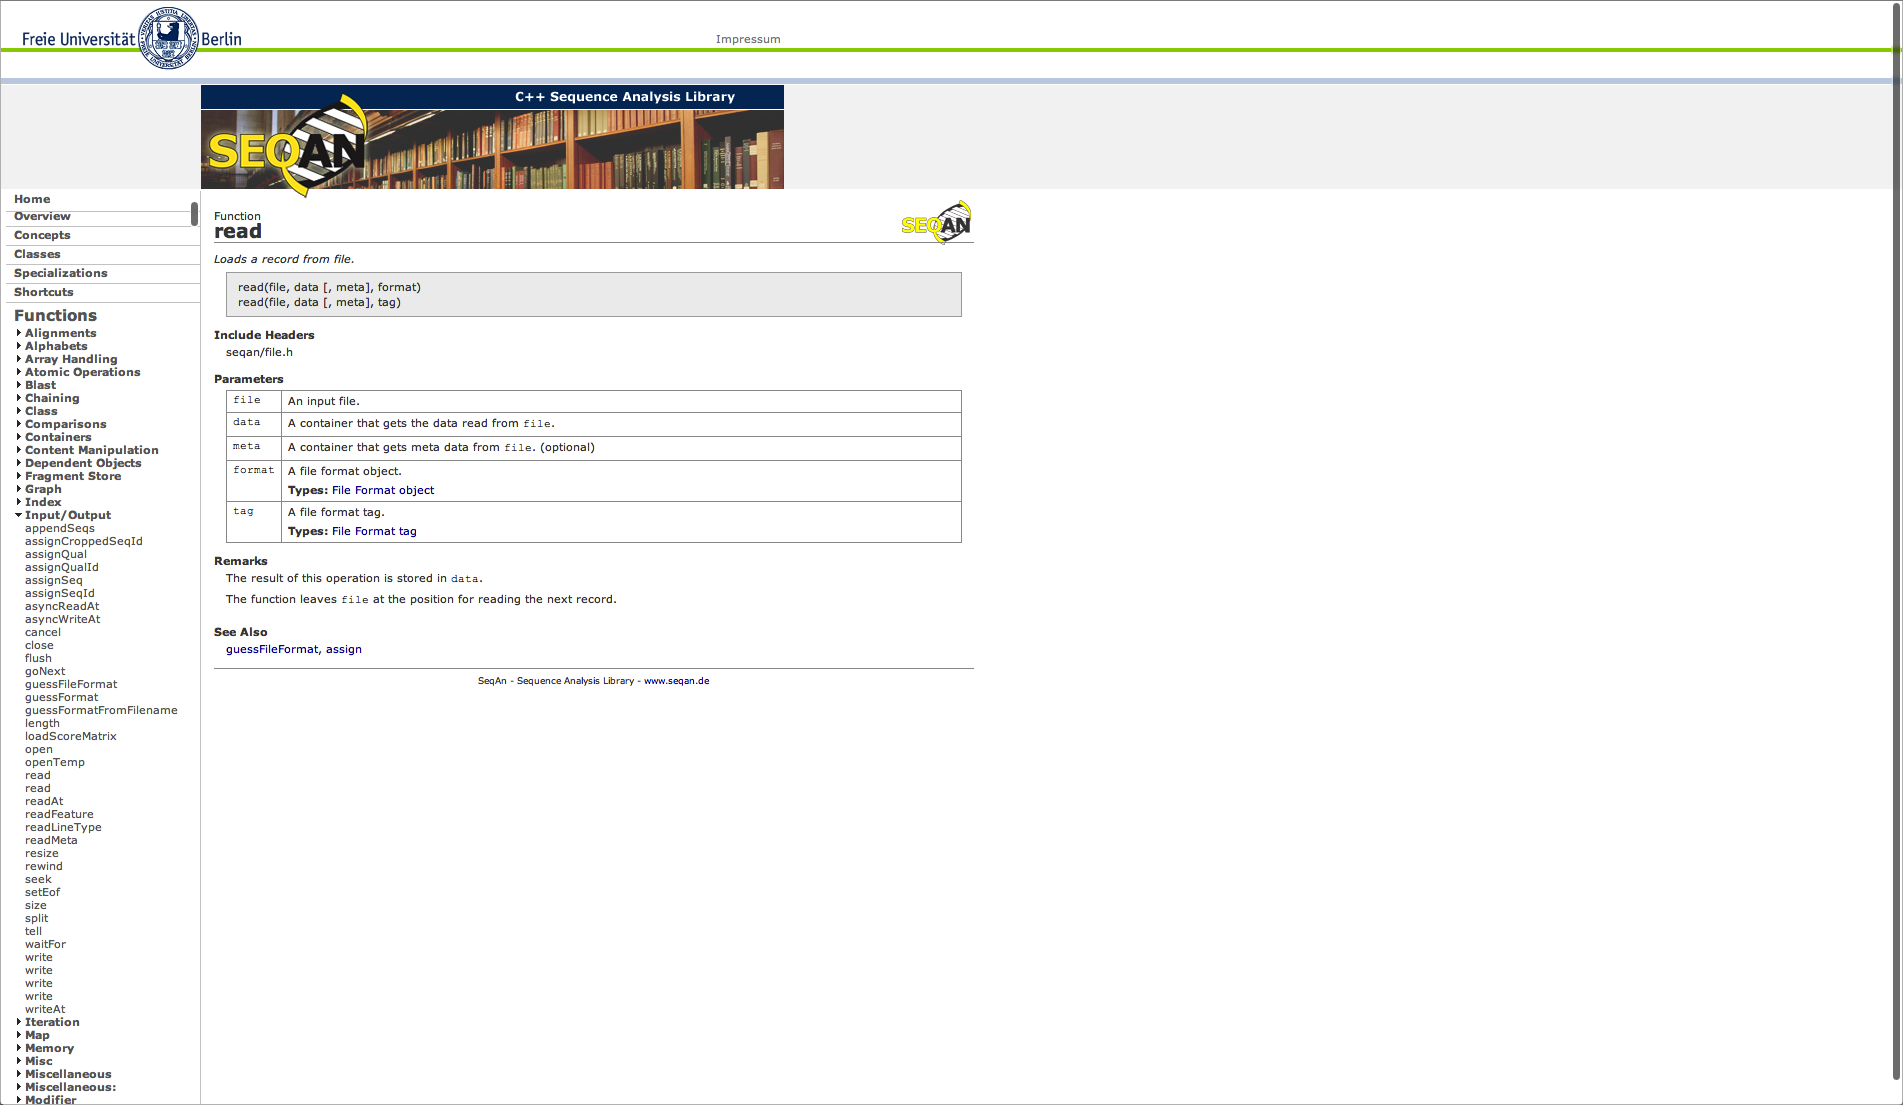 Freie Universität Berlin
Impressum
C++ Sequence Analysis Library
SEQAN
Home
Overview
Concepts
Classes
Specializations
Shortcuts
Functions
Alignments
Alphabets
Array Handling
Atomic Operations
Blast
Chaining
Class
Comparisons
Containers
Content Manipulation
Dependent Objects
Fragment Store
Graph
Index
Input/Output
appendSeqs
assignCroppedSeqId
assignQual
assignQualId
assignSeq
assignSeqId
asyncReadAt
asyncWriteAt
cancel
close
flush
goNext
guessFileFormat
guessFormat
guessFormatFromFilename
length
loadScoreMatrix
open
openTemp
read
read
readAt
readFeature
readLineType
readMeta
resize
rewind
seek
setEof
size
split
tell
waitFor
write
write
write
write
writeAt
Iteration
Map
Memory
Misc
Miscellaneous
Miscellaneous:
Modifier
Function
read
SEQAN
Loads a record from file.
read(file, data [, meta], format)
read(file, data [, meta], tag)
Include Headers
seqan/file.h
Parameters
file An input file.
data A container that gets the data read from file.
meta A container that gets meta data from file. (optional)
format A file format object.
Types: File Format object
tag A file format tag.
Types: File Format tag
Remarks
The result of this operation is stored in data.
The function leaves file at the position for reading the next record.
See Also
guessFileFormat, assign
SeqAn - Sequence Analysis Library - www.seqan.de